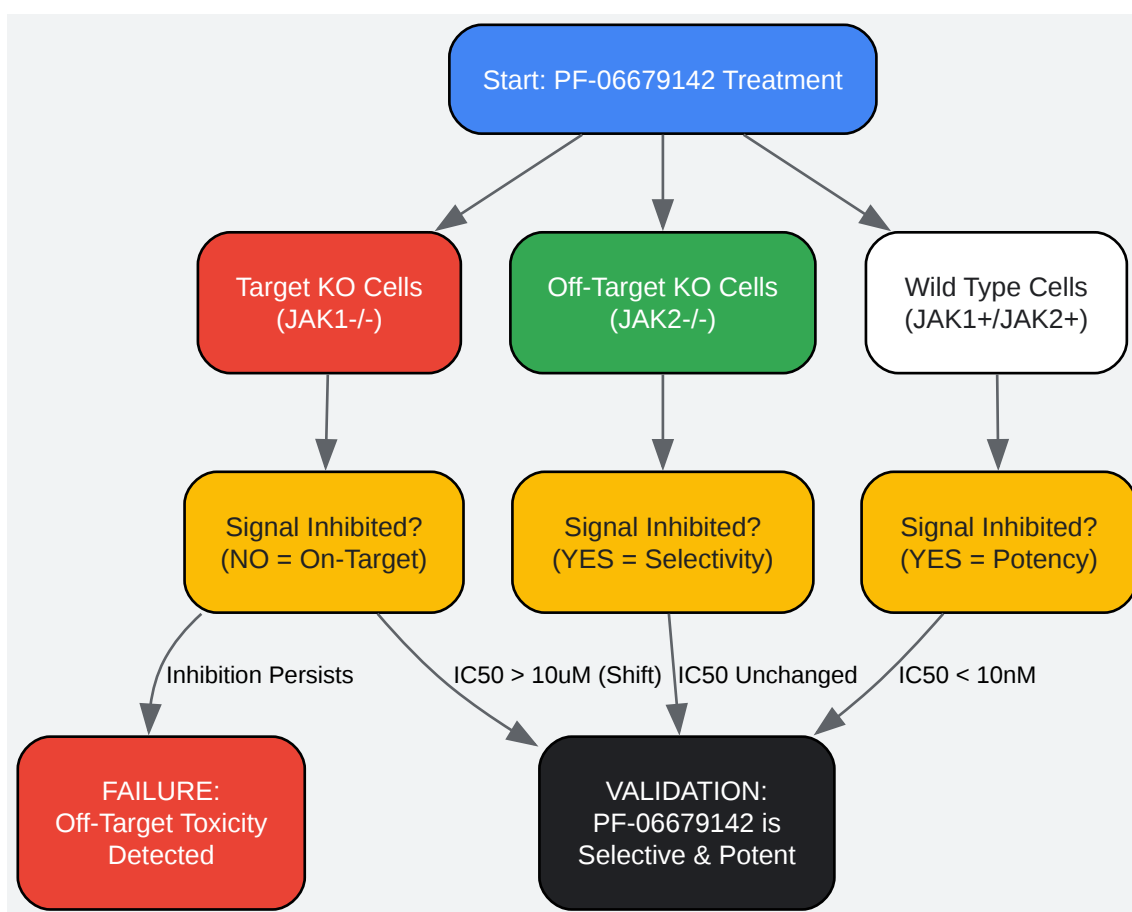 Start: PF-06679142 Treatment
Target KO Cells
(JAK1-/-)
Off-Target KO Cells
(JAK2-/-)
Wild Type Cells
(JAK1+/JAK2+)
Signal Inhibited?
(NO = On-Target)
Signal Inhibited?
(YES = Selectivity)
Signal Inhibited?
(YES = Potency)
Inhibition Persists
IC50 > 10uM (Shift)
IC50 Unchanged
IC50 < 10nM
FAILURE:
Off-Target Toxicity
Detected
VALIDATION:
PF-06679142 is
Selective & Potent